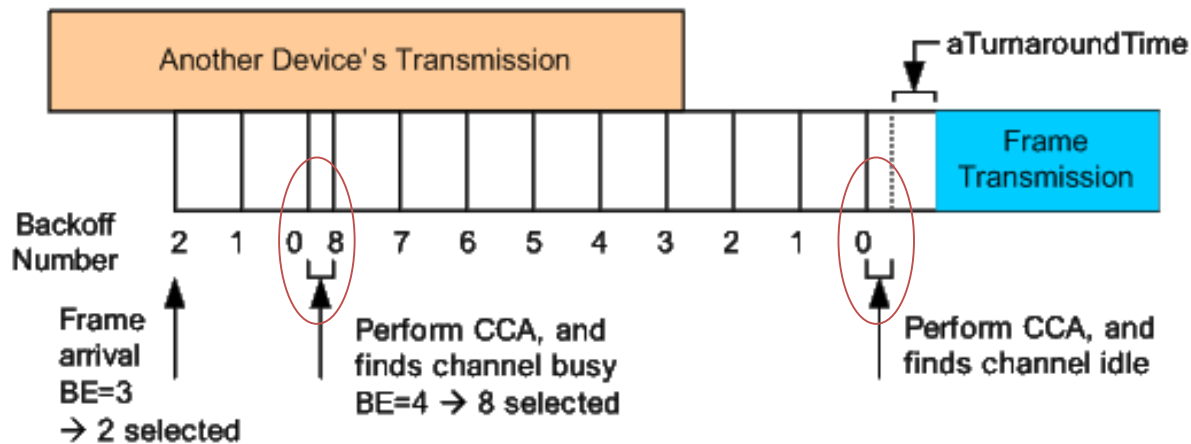 Another Device's Transmission
aTurnaroundTime
Frame
Transmission
Backoff
Number
2 1 0 8 7 6 5 4 3 2 1 0
Frame
arrival
BE=3
→ 2 selected
Perform CCA, and
finds channel busy
BE=4 → 8 selected
Perform CCA, and
finds channel idle